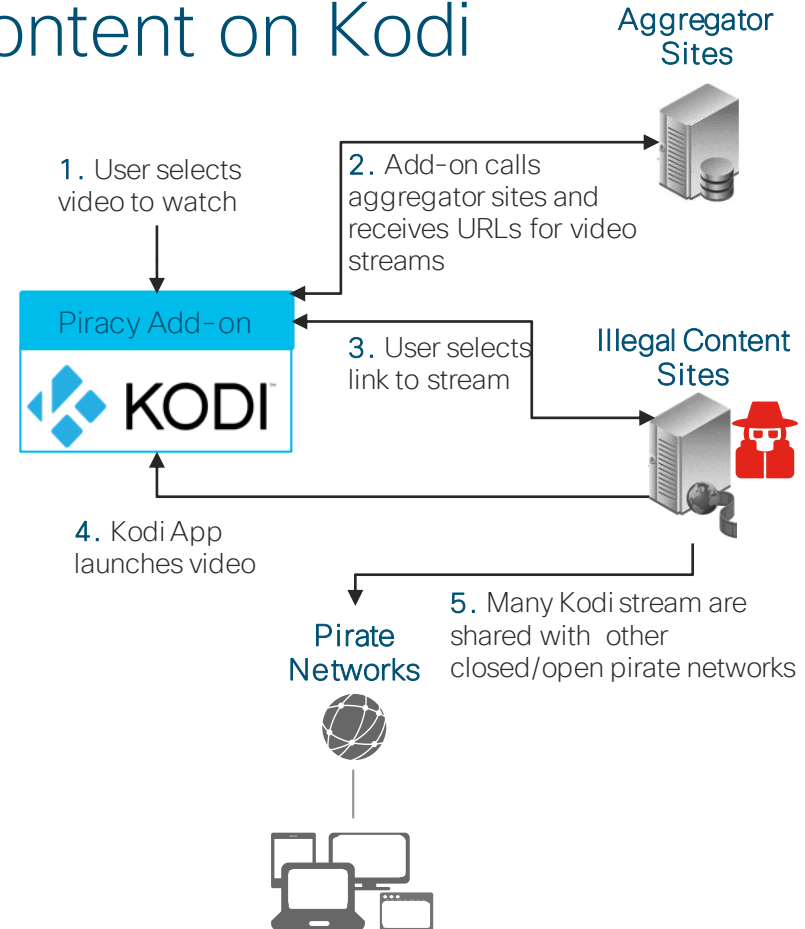 ontent on Kodi
Aggregator
Sites
1. User selects
video to watch
2. Add-on calls
aggregator sites and
receives URLs for video
streams
Piracy Add-on
KODI™
3. User selects
link to stream
Illegal Content
Sites
4. Kodi App
launches video
5. Many Kodi stream are
shared with other
closed/open pirate networks
Pirate
Networks